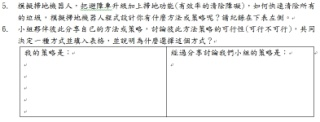 5. 模擬掃地機器人，把避障車升級加上掃地功能(有效率的清除障礙)，如何快速清除所有
的垃圾，模擬掃地機器人程式設計你有什麼方法或策略呢？請記錄在下表左側。
6. 小組夥伴彼此分享自己的方法或策略，討論彼此方法策略的可行性(可行不可行)，共同
決定一種方式並填入表格，並說明為什麼選擇這個方式？
我的策略是：
經過分享討論我們小組的策略是：